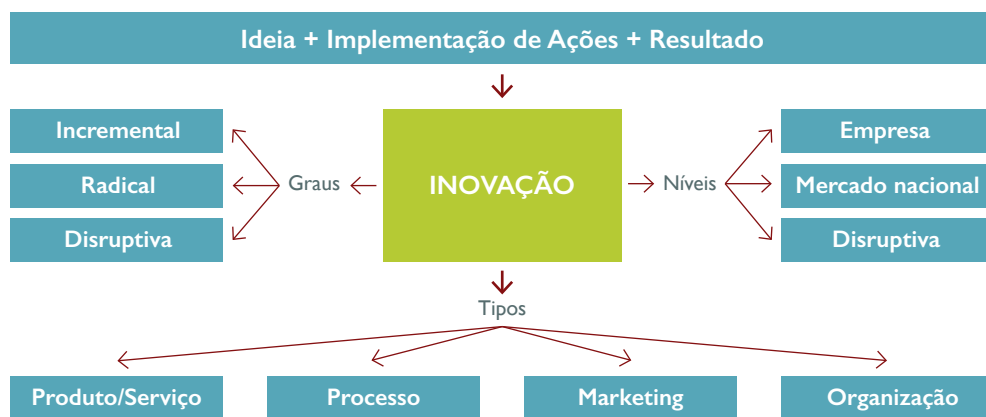 Ideia + Implementação de Ações + Resultado
Incremental
Radical
Disruptiva
Graus
INOVAÇÃO
Níveis
Empresa
Mercado nacional
Disruptiva
Tipos
Produto/Serviço
Processo
Marketing
Organização